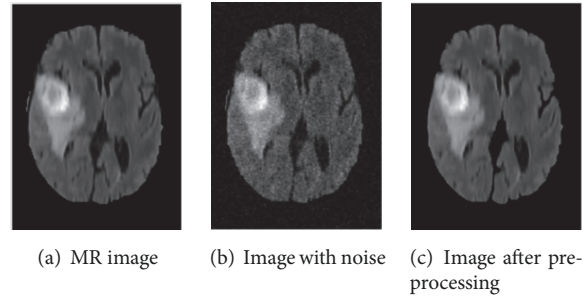 (a) MR image
(b) Image with noise
(c) Image after pre-
processing